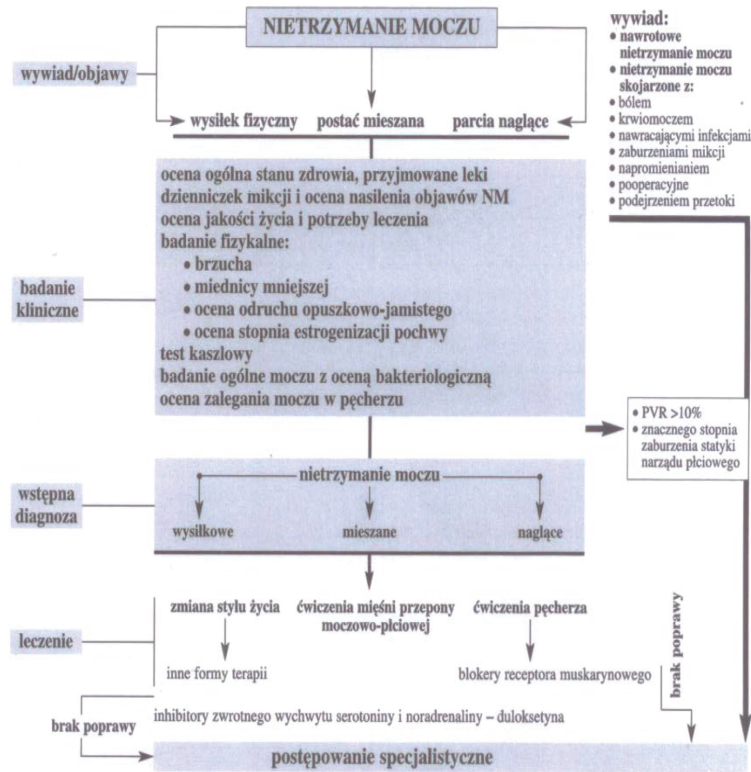 NIETRZYMANIE MOCZU
wywiad/objawy
wysiłek fizyczny postać mieszana parcia naglące
wywiad:
• nawrotowe
nietrzymanie moczu
• nietrzymanie moczu
skojarzone z:
• bólem
• krwiomoczem
• nawracającymi infekcjami
• zaburzeniami mikcji
• napromienianiem
• pooperacyjne
• podejrzeniem przetoki
badanie
kliniczne
ocena ogólna stanu zdrowia, przyjmowane leki
dzienniczek mikcji i ocena nasilenia objawów NM
ocena jakości życia i potrzeby leczenia
badanie fizykalne:
• brzucha
• miednicy mniejszej
• ocena odruchu opuszkowo-jamistego
• ocena stopnia estrogenizacji pochwy
test kaszlowy
badanie ogólne moczu z oceną bakteriologiczną
ocena zalegania moczu w pęcherzu
• PVR >10%
• znacznego stopnia
zaburzenia statyki
narządu płciowego
wstępna
diagnoza
nietrzymanie moczu
wysiłkowe mieszane naglące
leczenie
zmiana stylu życia ćwiczenia mięśni przepony ćwiczenia pęcherza
moczowo-płciowej
inne formy terapii blokery receptora muskarynowego
brak poprawy
brak poprawy
inhibitory zwrotnego wychwytu serotoniny i noradrenaliny – duloksetyna
postępowanie specjalistyczne